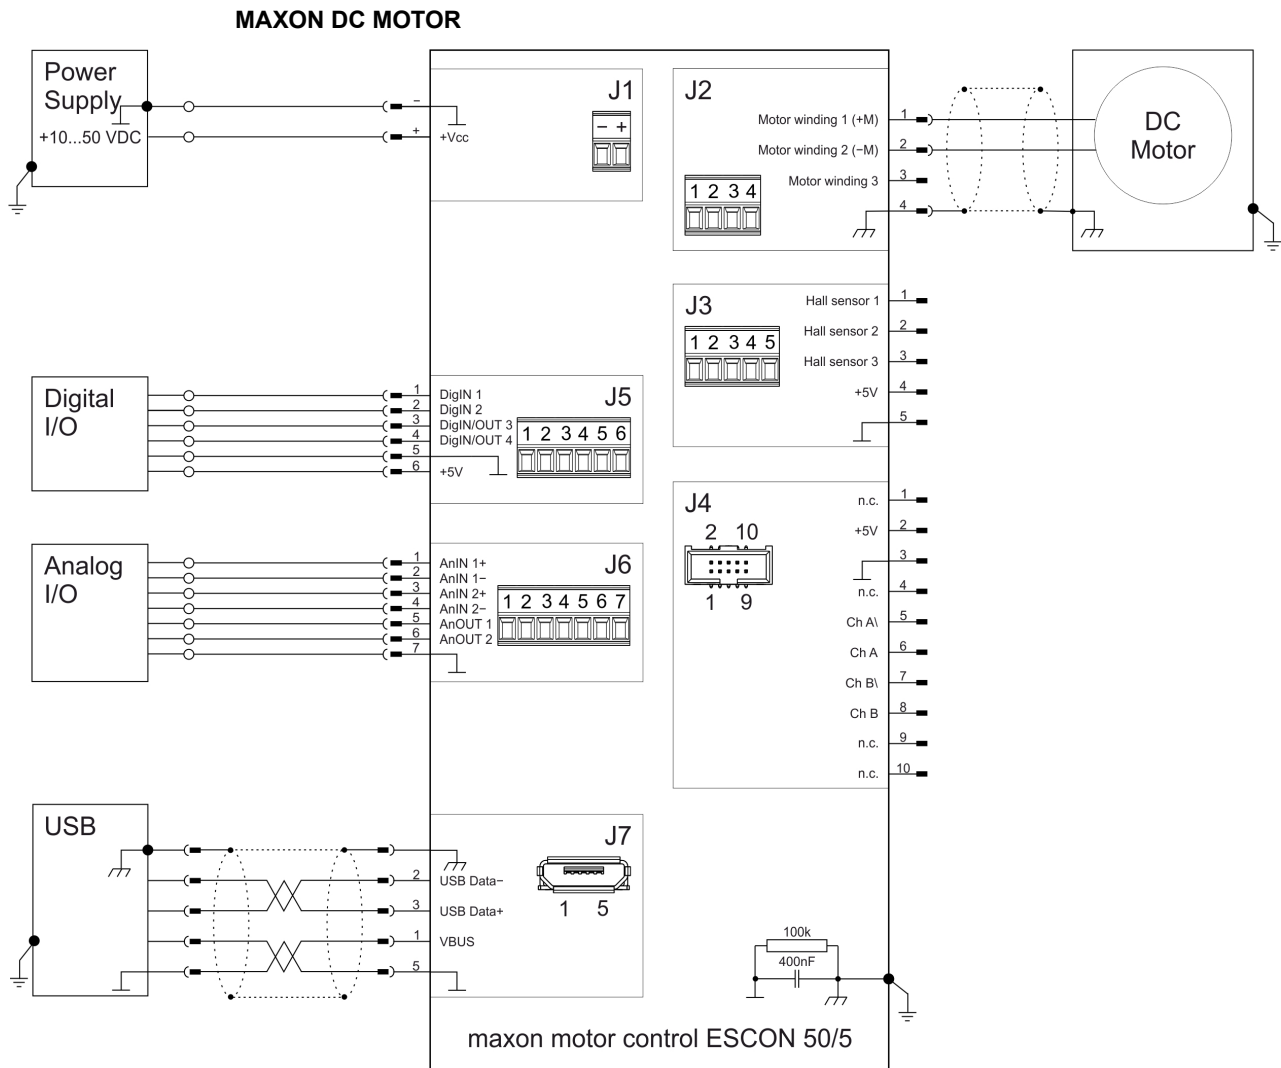 MAXON DC MOTOR
Power
Supply
+10...50 VDC
−
+
+Vcc
J1
− +
J2
Motor winding 1 (+M)
1
Motor winding 2 (−M)
2
Motor winding 3
3
4
1 2 3 4
DC
Motor
J3
Hall sensor 1
1
Hall sensor 2
2
Hall sensor 3
3
+5V
4
5
1 2 3 4 5
Digital
I/O
1
DigIN 1
2
DigIN 2
3
DigIN/OUT 3
4
DigIN/OUT 4
5
6
+5V
J5
1 2 3 4 5 6
J4
2 10
1 9
n.c.
1
+5V
2
3
n.c.
4
Ch A\
5
Ch A
6
Ch B\
7
Ch B
8
n.c.
9
n.c.
10
Analog
I/O
1
AnIN 1+
2
AnIN 1−
3
AnIN 2+
4
AnIN 2−
5
AnOUT 1
6
AnOUT 2
7
J6
1 2 3 4 5 6 7
USB
2
USB Data−
3
USB Data+
1
VBUS
5
J7
1 5
100k
400nF
maxon motor control ESCON 50/5